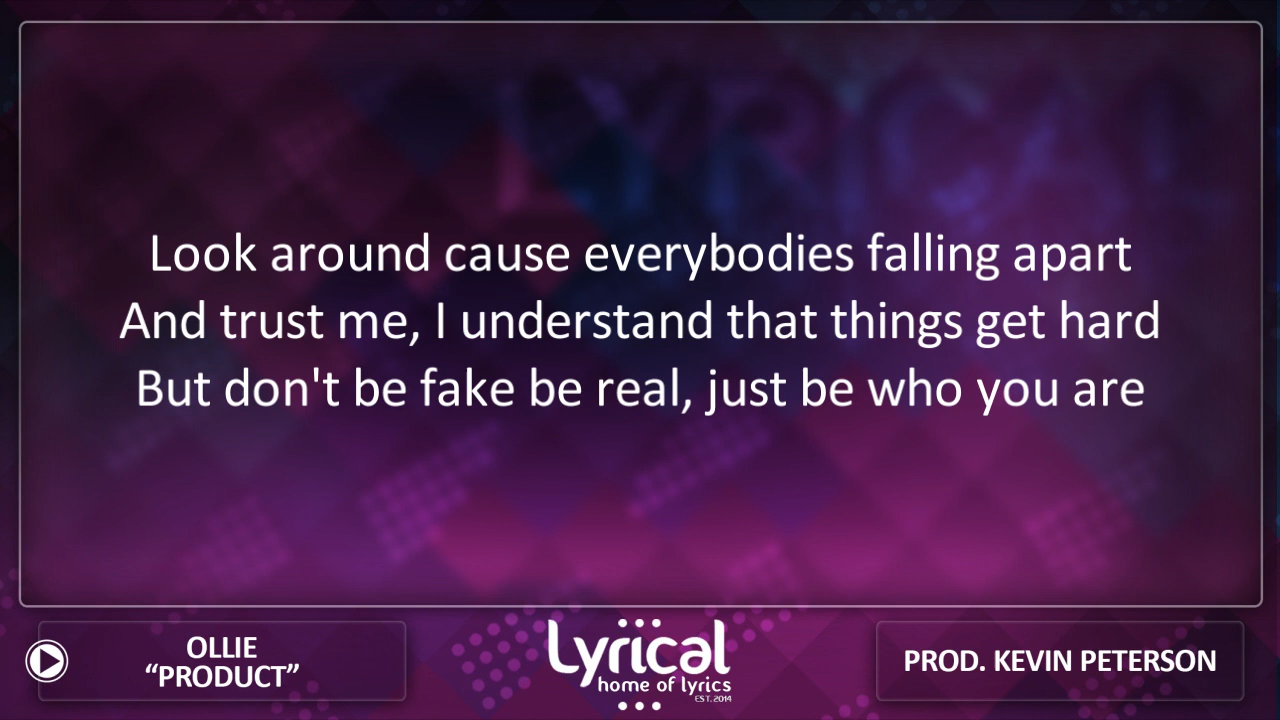 LYRICAL
Look around cause everybodies falling apart
And trust me, I understand that things get hard
But don't be fake be real, just be who you are
OLLIE
“PRODUCT”
Lyrical
home of lyrics
EST. 2014
PROD. KEVIN PETERSON